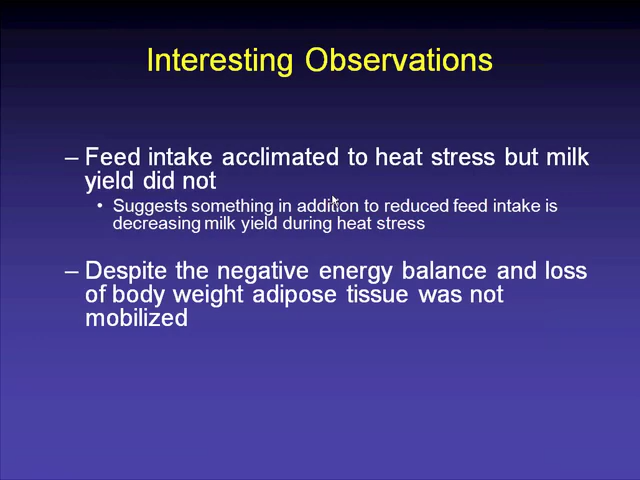 Interesting Observations
– Feed intake acclimated to heat stress but milk
yield did not
• Suggests something in addition to reduced feed intake is
decreasing milk yield during heat stress
– Despite the negative energy balance and loss
of body weight adipose tissue was not
mobilized